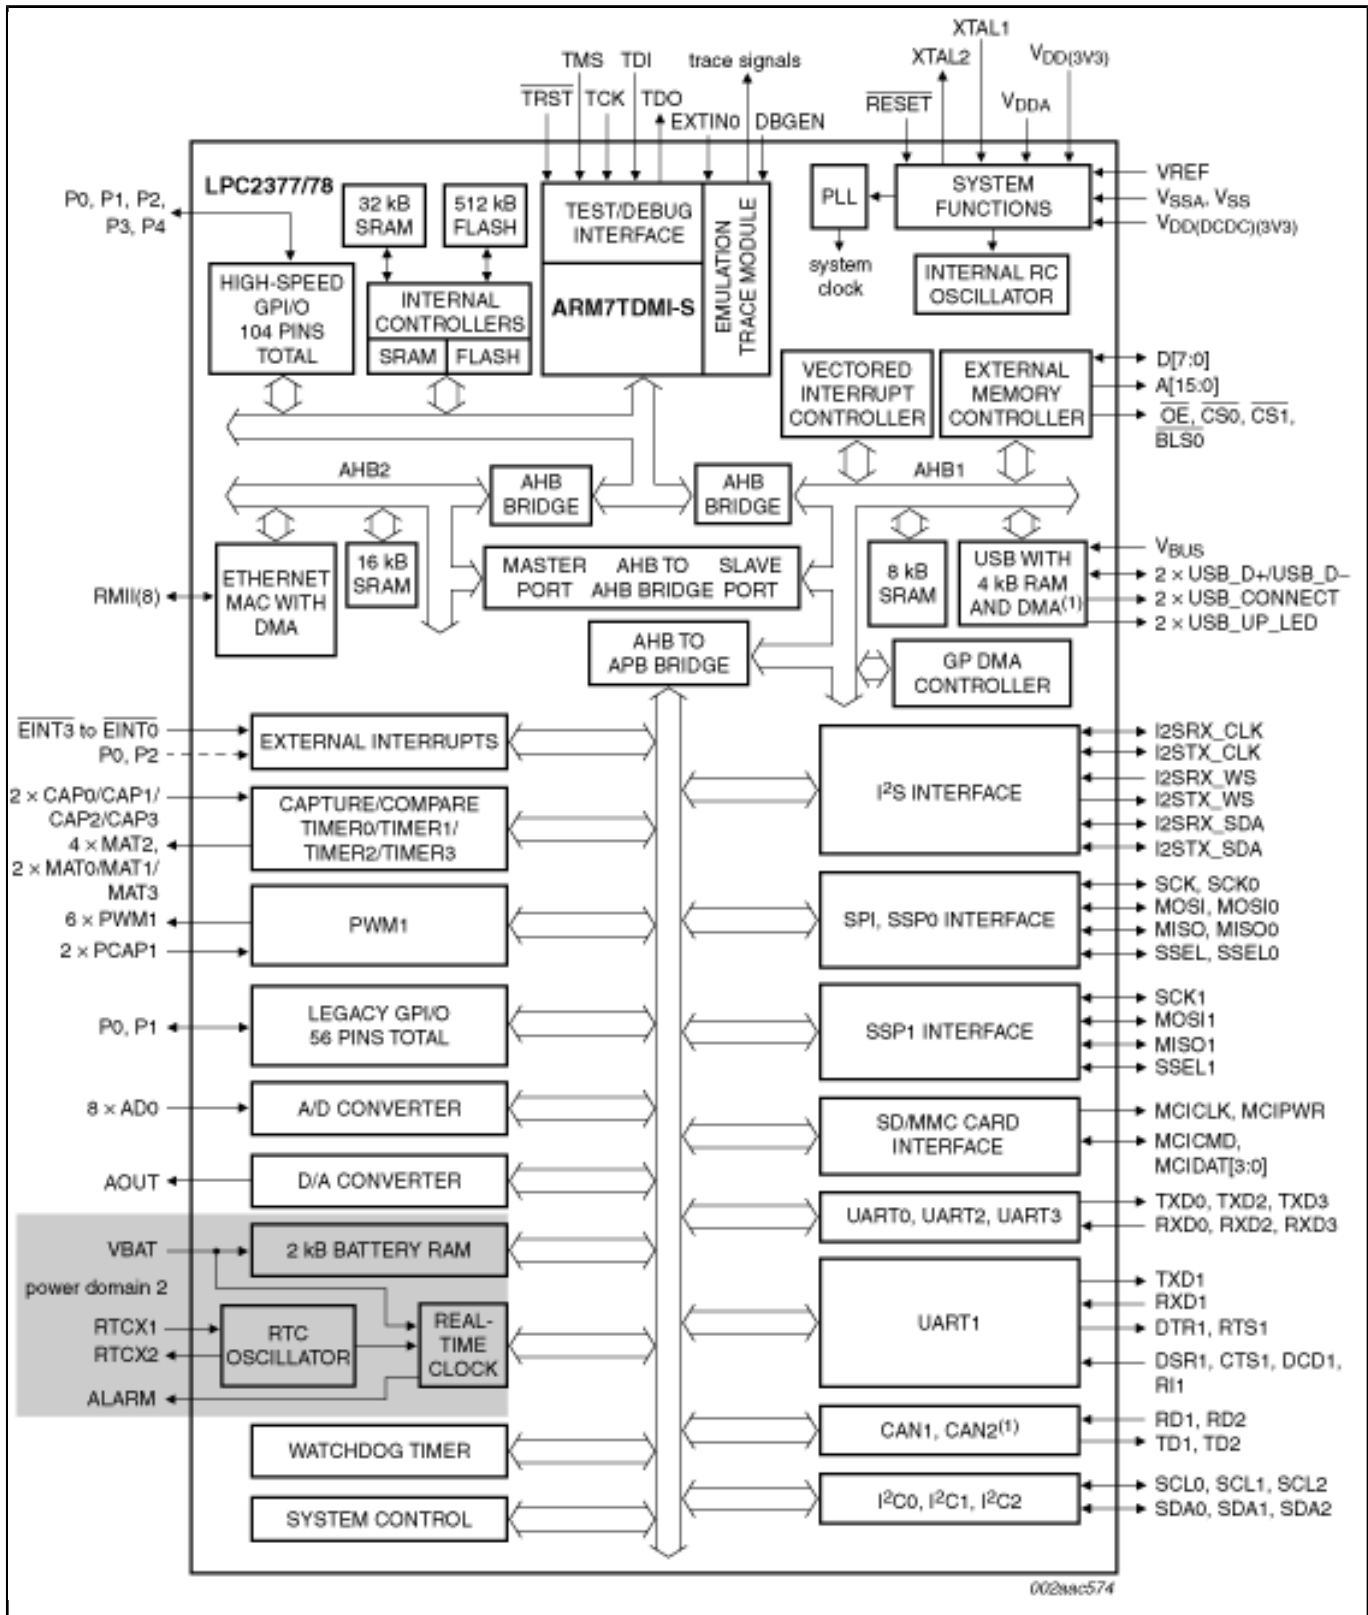 XTAL1
XTAL2
VDD(3V3)
TMS TDI
trace signals
TRST TCK TDO
RESET
VDDA
EXTIN0 DBGEN
LPC2377/78
P0, P1, P2,
P3, P4
32 kB
SRAM
512 kB
FLASH
TEST/DEBUG
INTERFACE
EMULATION
TRACE MODULE
PLL
SYSTEM
FUNCTIONS
VREF
VSSA, VSS
VDD(DCDC)(3V3)
system
clock
HIGH-SPEED
GPI/O
104 PINS
TOTAL
INTERNAL
CONTROLLERS
SRAM FLASH
ARM7TDMI-S
INTERNAL RC
OSCILLATOR
VECTORED
INTERRUPT
CONTROLLER
EXTERNAL
MEMORY
CONTROLLER
D[7:0]
A[15:0]
OE, CS0, CS1,
BLS0
AHB2
AHB
BRIDGE
AHB
BRIDGE
AHB1
ETHERNET
MAC WITH
DMA
16 kB
SRAM
MASTER
PORT
AHB TO
AHB BRIDGE
SLAVE
PORT
8 kB
SRAM
USB WITH
4 kB RAM
AND DMA(1)
VBUS
2 × USB_D+/USB_D−
2 × USB_CONNECT
2 × USB_UP_LED
RMII(8)
AHB TO
APB BRIDGE
GP DMA
CONTROLLER
EINT3 to EINT0
P0, P2
EXTERNAL INTERRUPTS
I2S INTERFACE
I2SRX_CLK
I2STX_CLK
I2SRX_WS
I2STX_WS
I2SRX_SDA
I2STX_SDA
2 × CAP0/CAP1/
CAP2/CAP3
4 × MAT2,
2 × MAT0/MAT1/
MAT3
CAPTURE/COMPARE
TIMER0/TIMER1/
TIMER2/TIMER3
6 × PWM1
2 × PCAP1
PWM1
SPI, SSP0 INTERFACE
SCK, SCK0
MOSI, MOSI0
MISO, MISO0
SSEL, SSEL0
P0, P1
LEGACY GPI/O
56 PINS TOTAL
SSP1 INTERFACE
SCK1
MOSI1
MISO1
SSEL1
8 × AD0
A/D CONVERTER
SD/MMC CARD
INTERFACE
MCICLK, MCIPWR
MCICMD,
MCIDAT[3:0]
AOUT
D/A CONVERTER
UART0, UART2, UART3
TXD0, TXD2, TXD3
RXD0, RXD2, RXD3
VBAT
2 kB BATTERY RAM
power domain 2
RTCX1
RTCX2
RTC
OSCILLATOR
REAL-
TIME
CLOCK
ALARM
UART1
TXD1
RXD1
DTR1, RTS1
DSR1, CTS1, DCD1,
RI1
WATCHDOG TIMER
CAN1, CAN2(1)
RD1, RD2
TD1, TD2
SYSTEM CONTROL
I2C0, I2C1, I2C2
SCL0, SCL1, SCL2
SDA0, SDA1, SDA2
002aac574